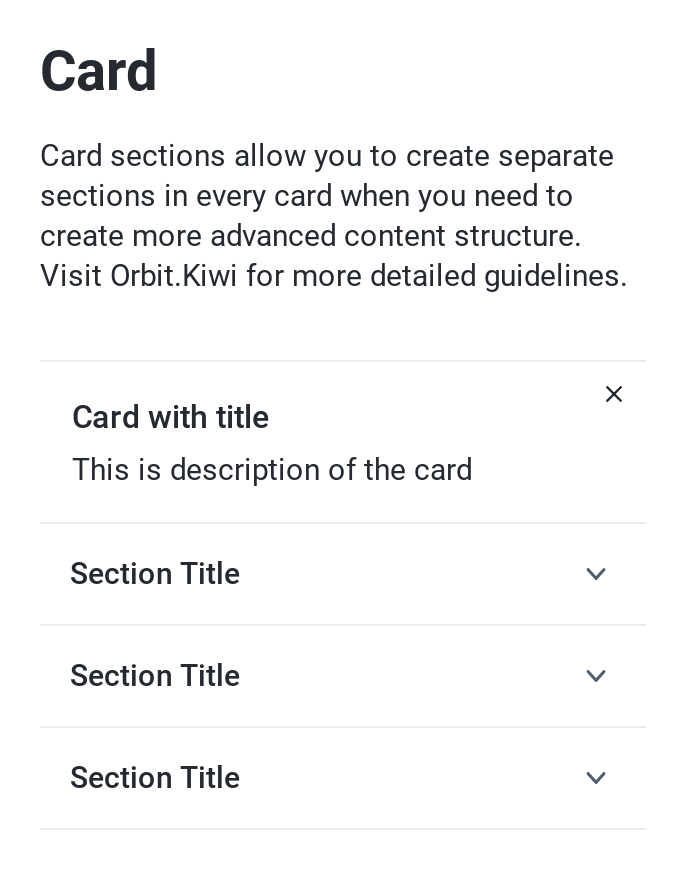 Card
Card sections allow you to create separate
sections in every card when you need to
create more advanced content structure.
Visit Orbit.Kiwi for more detailed guidelines.
Card with title
This is description of the card
Section Title
Section Title
Section Title